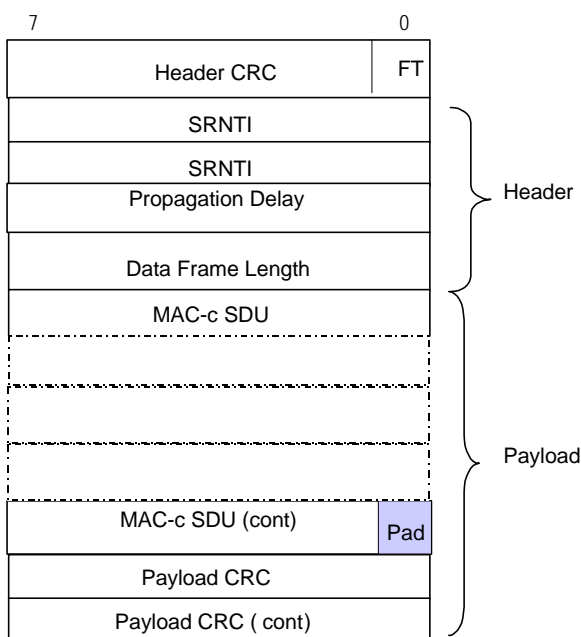 7 0
Header CRC FT
SRNTI
SRNTI
Propagation Delay
Header
Data Frame Length
MAC-c SDU
Payload
MAC-c SDU (cont) Pad
Payload CRC
Payload CRC ( cont)